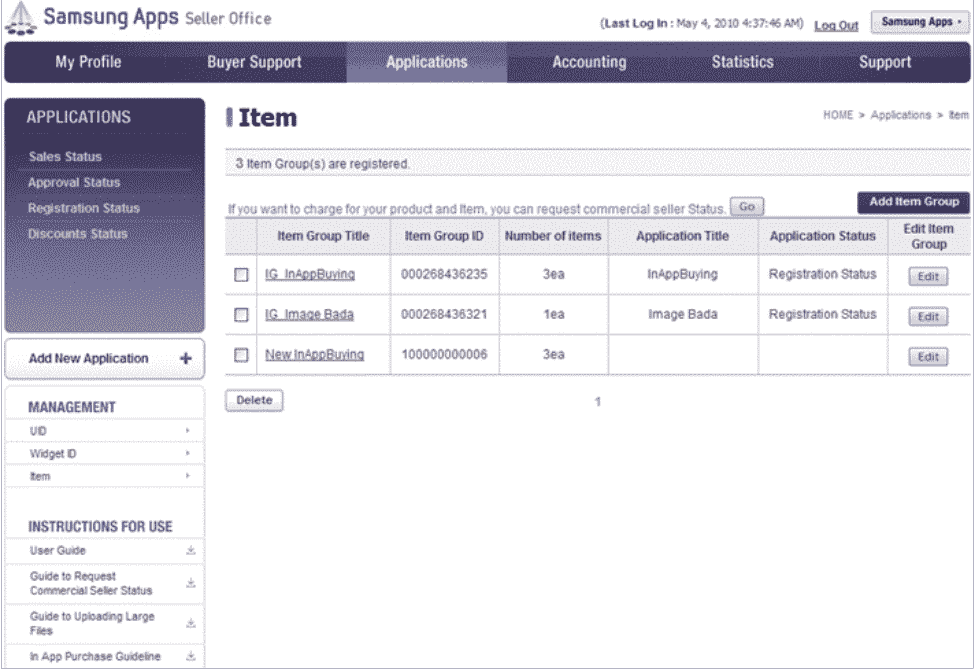 Samsung Apps Seller Office
(Last Log In : May 4, 2010 4:37:46 AM) Log Out Samsung Apps
My Profile Buyer Support Applications Accounting Statistics Support
APPLICATIONS
Sales Status
Approval Status
Registration Status
Discounts Status
Add New Application +
MANAGEMENT
UID
Widget ID
Item
INSTRUCTIONS FOR USE
User Guide
Guide to Request
Commercial Seller Status
Guide to Uploading Large
Files
In App Purchase Guideline
Item
HOME > Applications > Item
3 Item Group(s) are registered.
If you want to charge for your product and Item, you can request commercial seller Status. Go
Add Item Group
Item Group Title Item Group ID Number of items Application Title Application Status Edit Item
Group
IG_InAppBuying 000268436235 3ea InAppBuying Registration Status Edit
IG_Image Bada 000268436321 1ea Image Bada Registration Status Edit
New InAppBuying 100000000006 3ea Edit
Delete 1